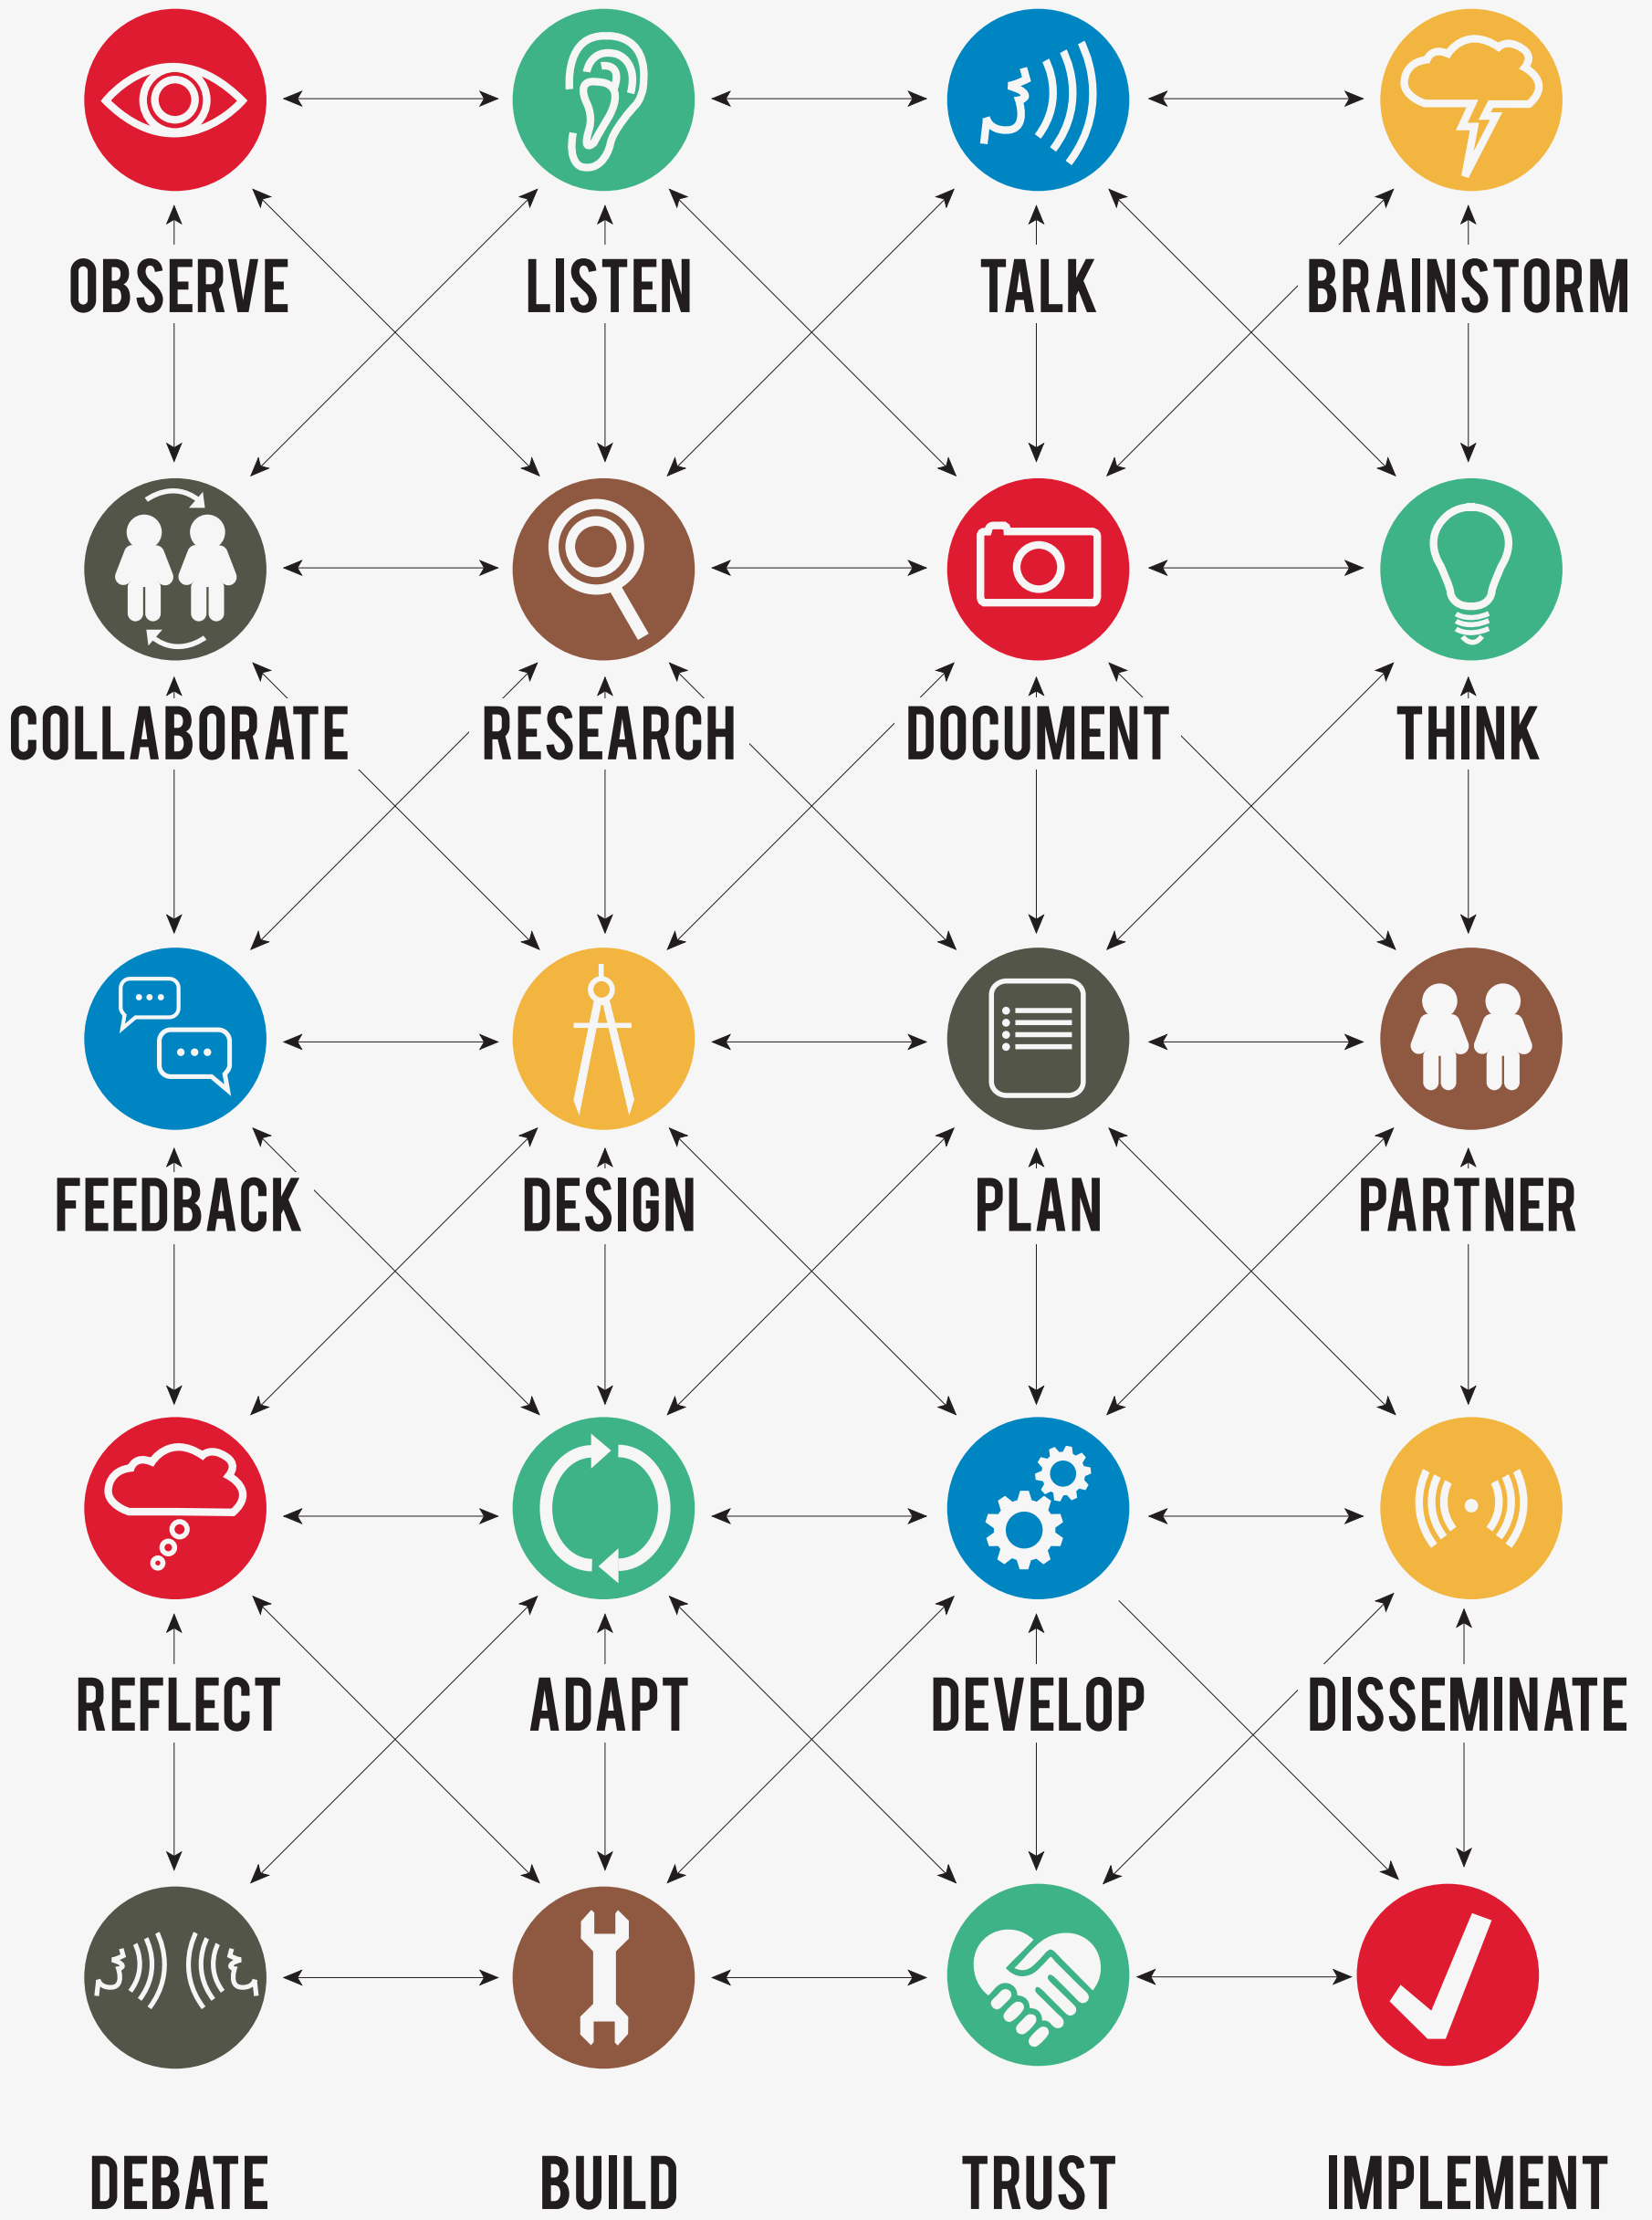 OBSERVE LISTEN TALK BRAINSTORM
COLLABORATE RESEARCH DOCUMENT THINK
FEEDBACK DESIGN PLAN PARTNER
REFLECT ADAPT DEVELOP DISSEMINATE
DEBATE BUILD TRUST IMPLEMENT